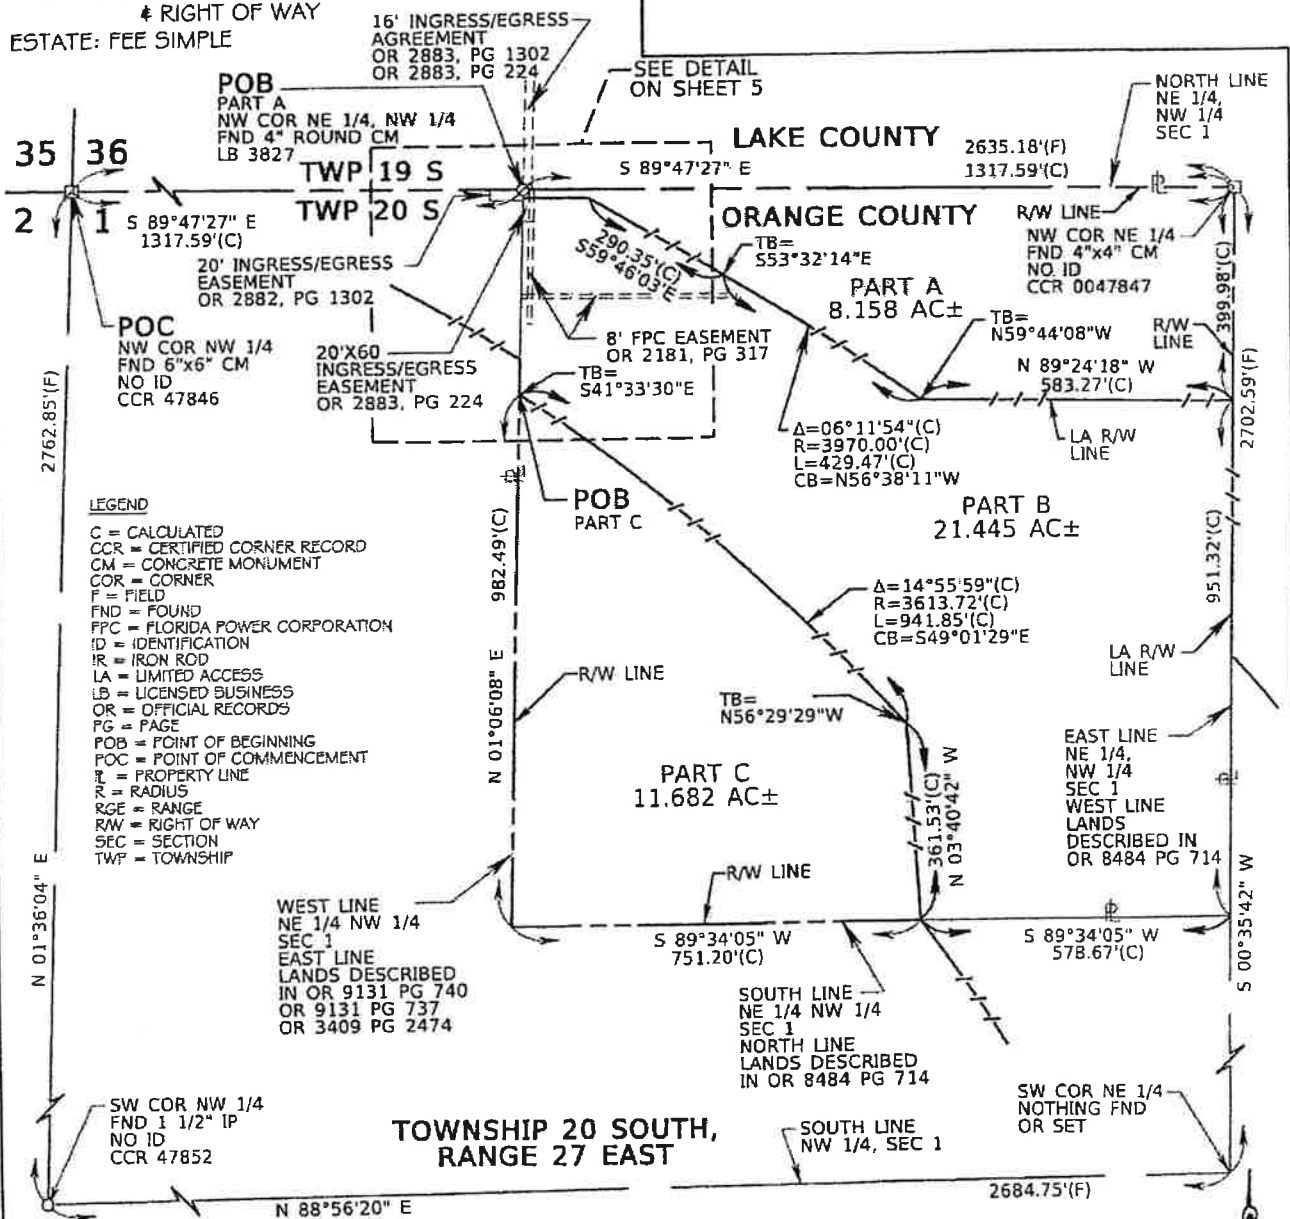 & RIGHT OF WAY
ESTATE: FEE SIMPLE
16' INGRESS/EGRESS
AGREEMENT
OR 2883, PG 1302
OR 2883, PG 224
POB
PART A
NW COR NE 1/4, NW 1/4
FND 4" ROUND CM
LB 3827
SEE DETAIL
ON SHEET 5
LAKE COUNTY
2635.18'(F)
1317.59'(C)
NORTH LINE
NE 1/4,
NW 1/4
SEC 1
35 36
2 1
TWP 19 S
TWP 20 S
S 89°47'27" E
S 89°47'27" E
1317.59'(C)
ORANGE COUNTY
R/W LINE
PL
NW COR NE 1/4
FND 4"x4" CM
NO ID
CCR 0047847
20' INGRESS/EGRESS
EASEMENT
OR 2882, PG 1302
290.35'(C)
S59°46'03"E
TB=
S53°32'14"E
PART A
8.158 AC±
399.98'(C)
POC
NW COR NW 1/4
FND 6"x6" CM
NO ID
CCR 47846
20'X60
INGRESS/EGRESS
EASEMENT
OR 2883, PG 224
8' FPC EASEMENT
OR 2181, PG 317
TB=
S41°33'30"E
TB=
N59°44'08"W
R/W
LINE
N 89°24'18" W
583.27'(C)
2762.85'(F)
2702.59'(F)
Δ=06°11'54"(C)
R=3970.00'(C)
L=429.47'(C)
CB=N56°38'11"W
LA R/W
LINE
POB
PART C
PART B
21.445 AC±
LEGEND
C = CALCULATED
CCR = CERTIFIED CORNER RECORD
CM = CONCRETE MONUMENT
COR = CORNER
F = FIELD
FND = FOUND
FPC = FLORIDA POWER CORPORATION
ID = IDENTIFICATION
IR = IRON ROD
LA = LIMITED ACCESS
LB = LICENSED BUSINESS
OR = OFFICIAL RECORDS
PG = PAGE
POB = POINT OF BEGINNING
POC = POINT OF COMMENCEMENT
PL = PROPERTY LINE
R = RADIUS
RGE = RANGE
R/W = RIGHT OF WAY
SEC = SECTION
TWP = TOWNSHIP
PL
982.49'(C)
N 01°06'08" E
951.32'(C)
Δ=14°55'59"(C)
R=3613.72'(C)
L=941.85'(C)
CB=S49°01'29"E
LA R/W
LINE
R/W LINE
TB=
N56°29'29"W
EAST LINE
NE 1/4,
NW 1/4
SEC 1
WEST LINE
LANDS
DESCRIBED IN
OR 8484 PG 714
PL
PART C
11.682 AC±
361.53'(C)
N 03°40'42" W
R/W LINE
N 01°36'04" E
WEST LINE
NE 1/4 NW 1/4
SEC 1
EAST LINE
LANDS DESCRIBED
IN OR 9131 PG 740
OR 9131 PG 737
OR 3409 PG 2474
S 89°34'05" W
751.20'(C)
PL
S 89°34'05" W
578.67'(C)
S 00°35'42" W
SOUTH LINE
NE 1/4 NW 1/4
SEC 1
NORTH LINE
LANDS DESCRIBED
IN OR 8484 PG 714
SW COR NW 1/4
FND 1 1/2" IP
NO ID
CCR 47852
TOWNSHIP 20 SOUTH,
RANGE 27 EAST
SOUTH LINE
NW 1/4, SEC 1
SW COR NE 1/4
NOTHING FND
OR SET
N 88°56'20" E
2684.75'(F)